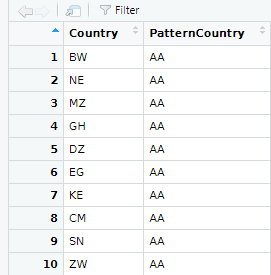 Filter
Country PatternCountry
1 BW AA
2 NE AA
3 MZ AA
4 GH AA
5 DZ AA
6 EG AA
7 KE AA
8 CM AA
9 SN AA
10 ZW AA